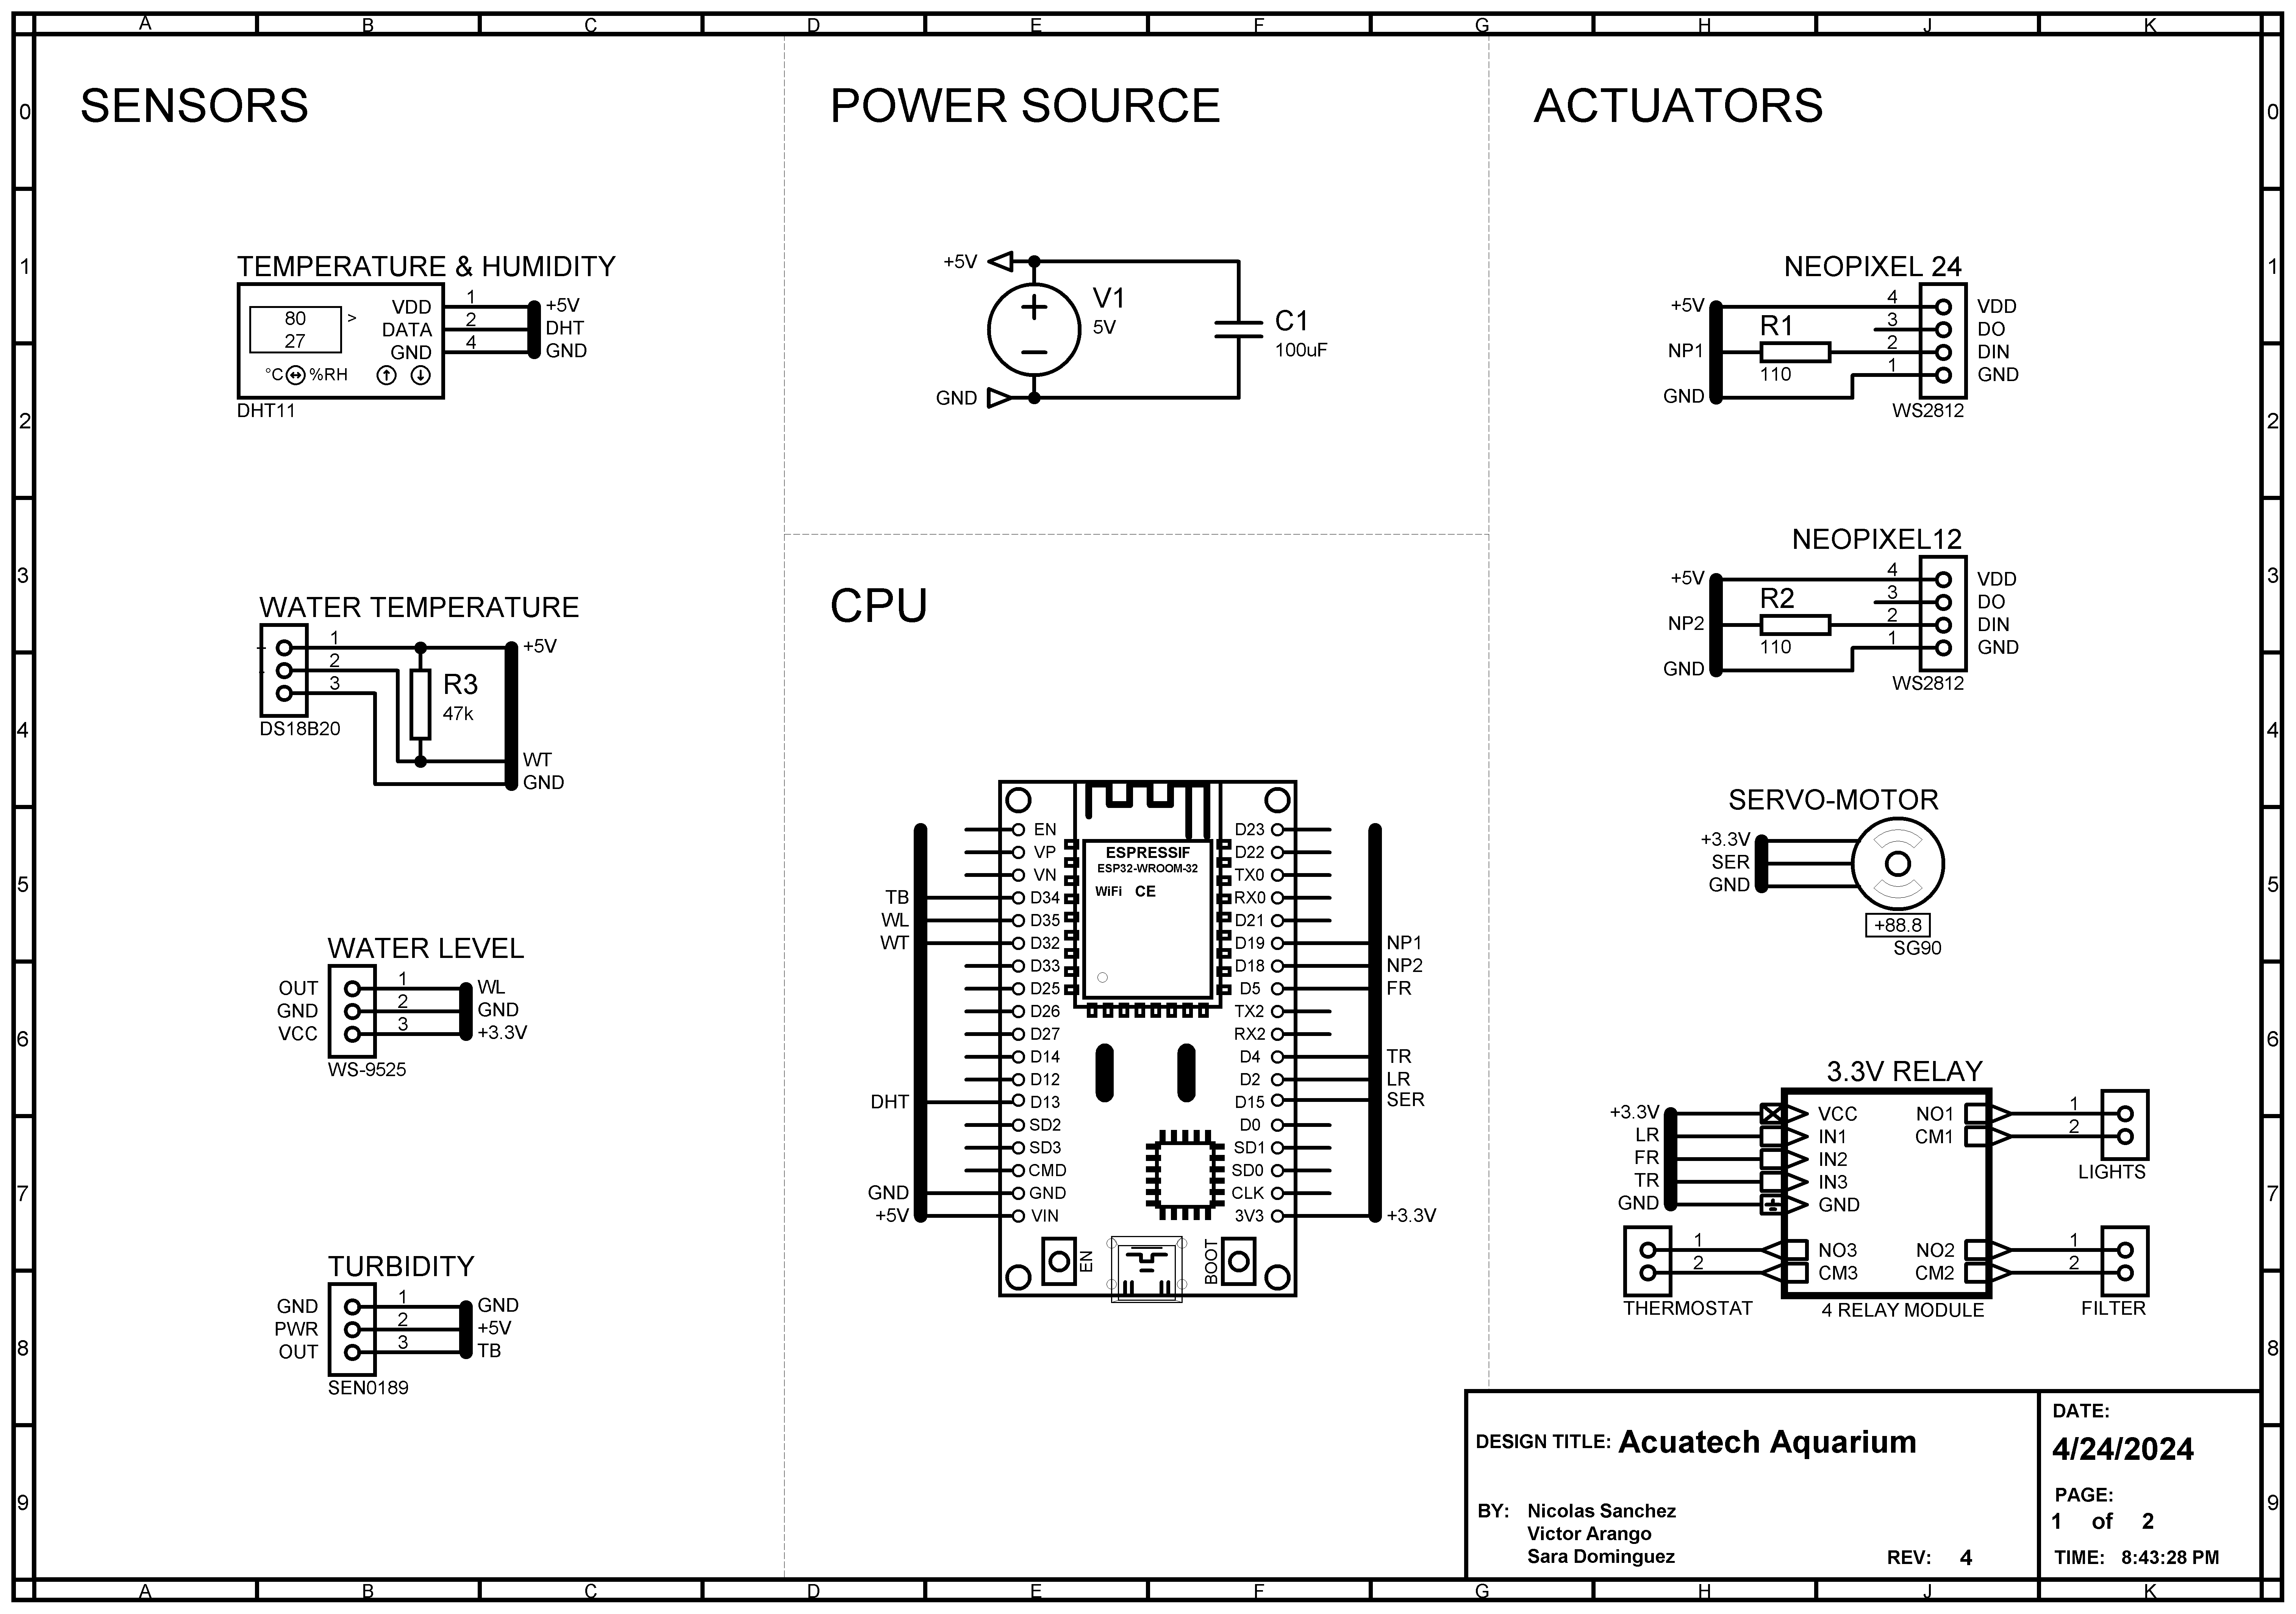 A B C D E F G H J K
0 0
1 1
2 2
3 3
4 4
5 5
6 6
7 7
8 8
9 9
SENSORS
TEMPERATURE & HUMIDITY
80
27
>
VDD 1 +5V
DATA 2 DHT
GND 4 GND
°C %RH
DHT11
WATER TEMPERATURE
1 +5V
2
3
R3
47k
DS18B20
WT
GND
WATER LEVEL
OUT 1 WL
GND 2 GND
VCC 3 +3.3V
WS-9525
TURBIDITY
GND 1 GND
PWR 2 +5V
OUT 3 TB
SEN0189
POWER SOURCE
+5V
V1
5V
C1
100uF
GND
CPU
ESPRESSIF
ESP32-WROOM-32
WiFi CE
EN D23
VP D22
VN TX0
TB D34 RX0
WL D35 D21
WT D32 D19 NP1
D33 D18 NP2
D25 D5 FR
D26 TX2
D27 RX2
D14 D4 TR
D12 D2 LR
DHT D13 D15 SER
SD2 D0
SD3 SD1
CMD SD0
GND GND CLK
+5V VIN 3V3 +3.3V
EN BOOT
ACTUATORS
NEOPIXEL 24
+5V 4 VDD
R1 3 DO
NP1 2 DIN
110 1 GND
GND
WS2812
NEOPIXEL12
+5V 4 VDD
R2 3 DO
NP2 2 DIN
110 1 GND
GND
WS2812
SERVO-MOTOR
+3.3V
SER
GND
+88.8
SG90
3.3V RELAY
+3.3V VCC NO1 1
LR IN1 CM1 2
FR IN2
TR IN3
GND GND
LIGHTS
1 NO3 NO2 1
2 CM3 CM2 2
THERMOSTAT 4 RELAY MODULE FILTER
DESIGN TITLE: Acuatech Aquarium
BY: Nicolas Sanchez
Victor Arango
Sara Dominguez
REV: 4
DATE:
4/24/2024
PAGE:
1 of 2
TIME: 8:43:28 PM
A B C D E F G H J K